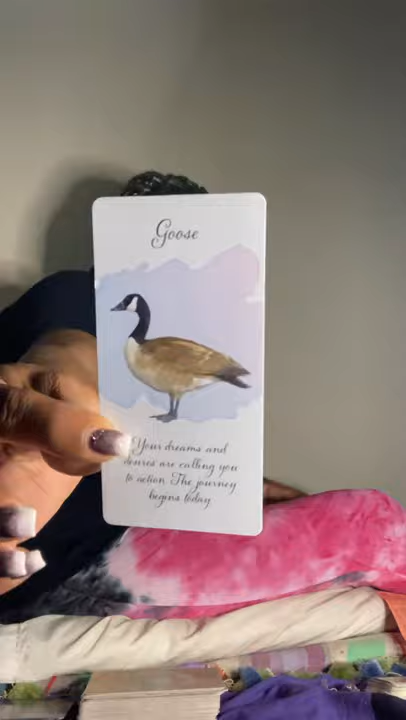 Goose
Your dreams and
desires are calling you
to action. The journey
begins today